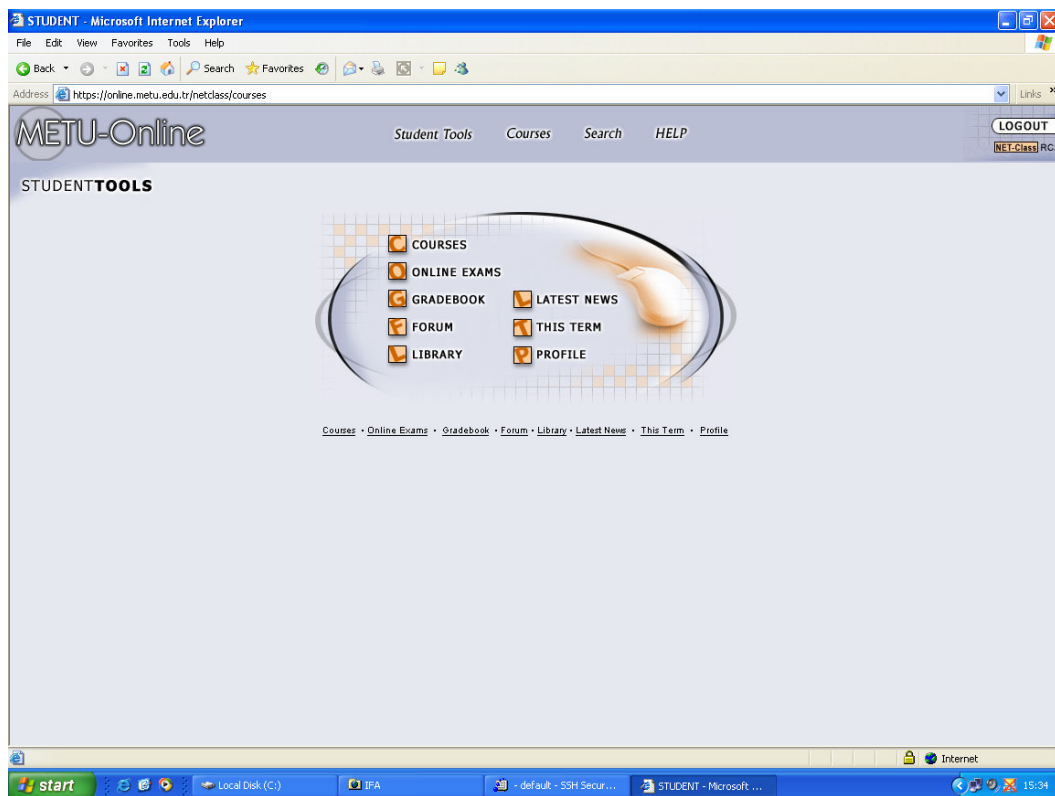 STUDENT - Microsoft Internet Explorer
File Edit View Favorites Tools Help
Back Search Favorites
Address https://online.metu.edu.tr/netclass/courses Links »
METU-Online Student Tools Courses Search HELP LOGOUT
NET-Class RC
STUDENTTOOLS
C COURSES
O ONLINE EXAMS
G GRADEBOOK L LATEST NEWS
F FORUM T THIS TERM
L LIBRARY P PROFILE
Courses • Online Exams • Gradebook • Forum • Library • Latest News • This Term • Profile
Internet
start Local Disk (C:) IFA - default - SSH Secur... STUDENT - Microsoft ... 15:34